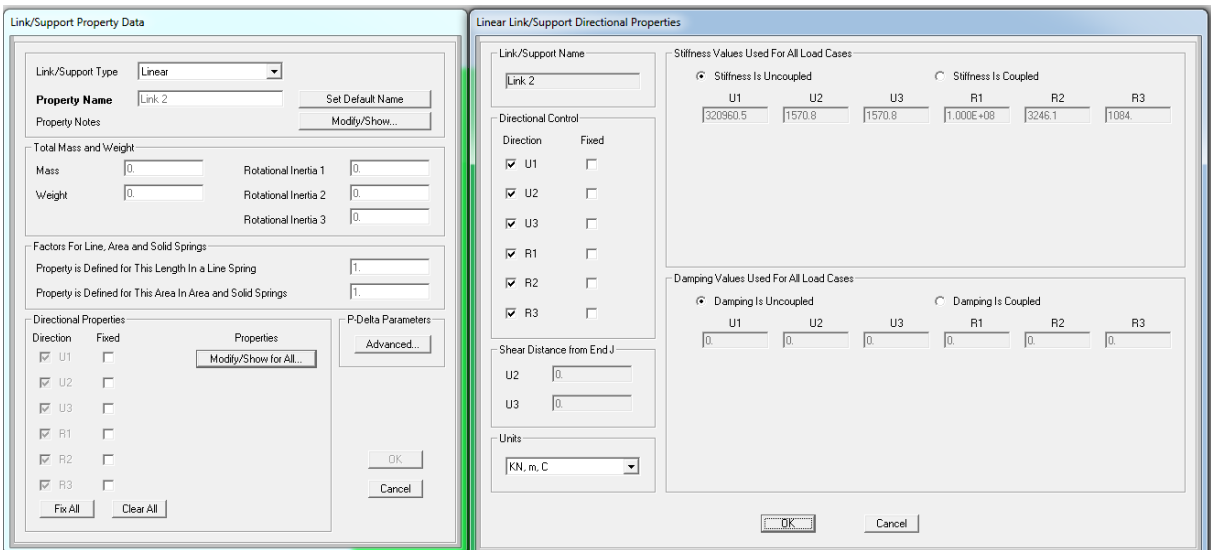 Link/Support Property Data
Link/Support Type Linear
Property Name Link 2 Set Default Name
Property Notes Modify/Show...
Total Mass and Weight
Mass 0. Rotational Inertia 1 0.
Weight 0. Rotational Inertia 2 0.
Rotational Inertia 3 0.
Factors For Line, Area and Solid Springs
Property is Defined for This Length In a Line Spring 1.
Property is Defined for This Area In Area and Solid Springs 1.
Directional Properties
Direction Fixed Properties
U1 Modify/Show for All...
U2
U3
R1
R2
R3
Fix All Clear All
P-Delta Parameters
Advanced...
OK
Cancel
Linear Link/Support Directional Properties
Link/Support Name
Link 2
Directional Control
Direction Fixed
U1
U2
U3
R1
R2
R3
Shear Distance from End J
U2 0.
U3 0.
Units
KN, m, C
Stiffness Values Used For All Load Cases
Stiffness Is Uncoupled Stiffness Is Coupled
U1 U2 U3 R1 R2 R3
320960.5 1570.8 1570.8 1.000E+08 3246.1 1084.
Damping Values Used For All Load Cases
Damping Is Uncoupled Damping Is Coupled
U1 U2 U3 R1 R2 R3
0. 0. 0. 0. 0. 0.
OK Cancel